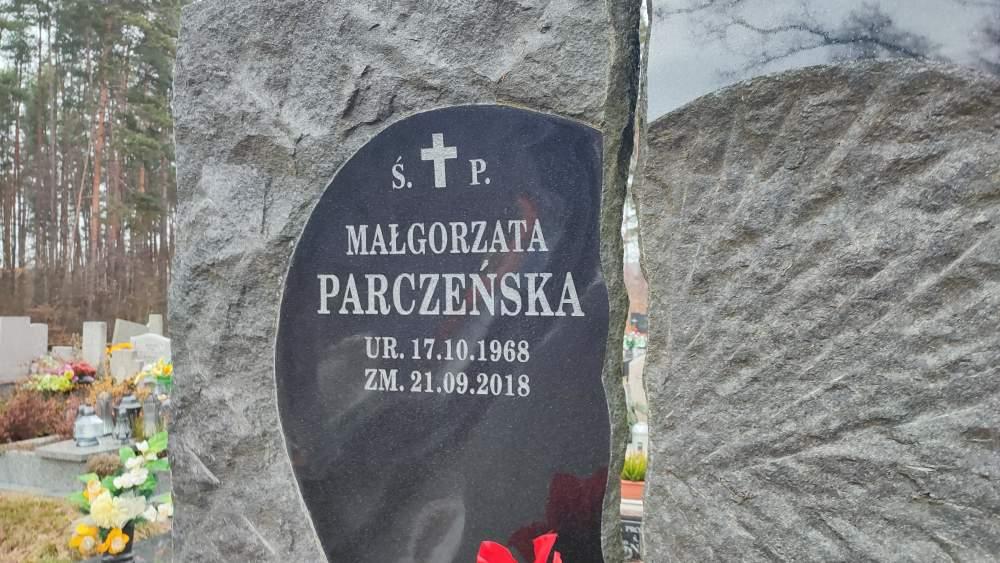 Ś. P.
MAŁGORZATA
PARCZEŃSKA
UR. 17.10.1968
ZM. 21.09.2018